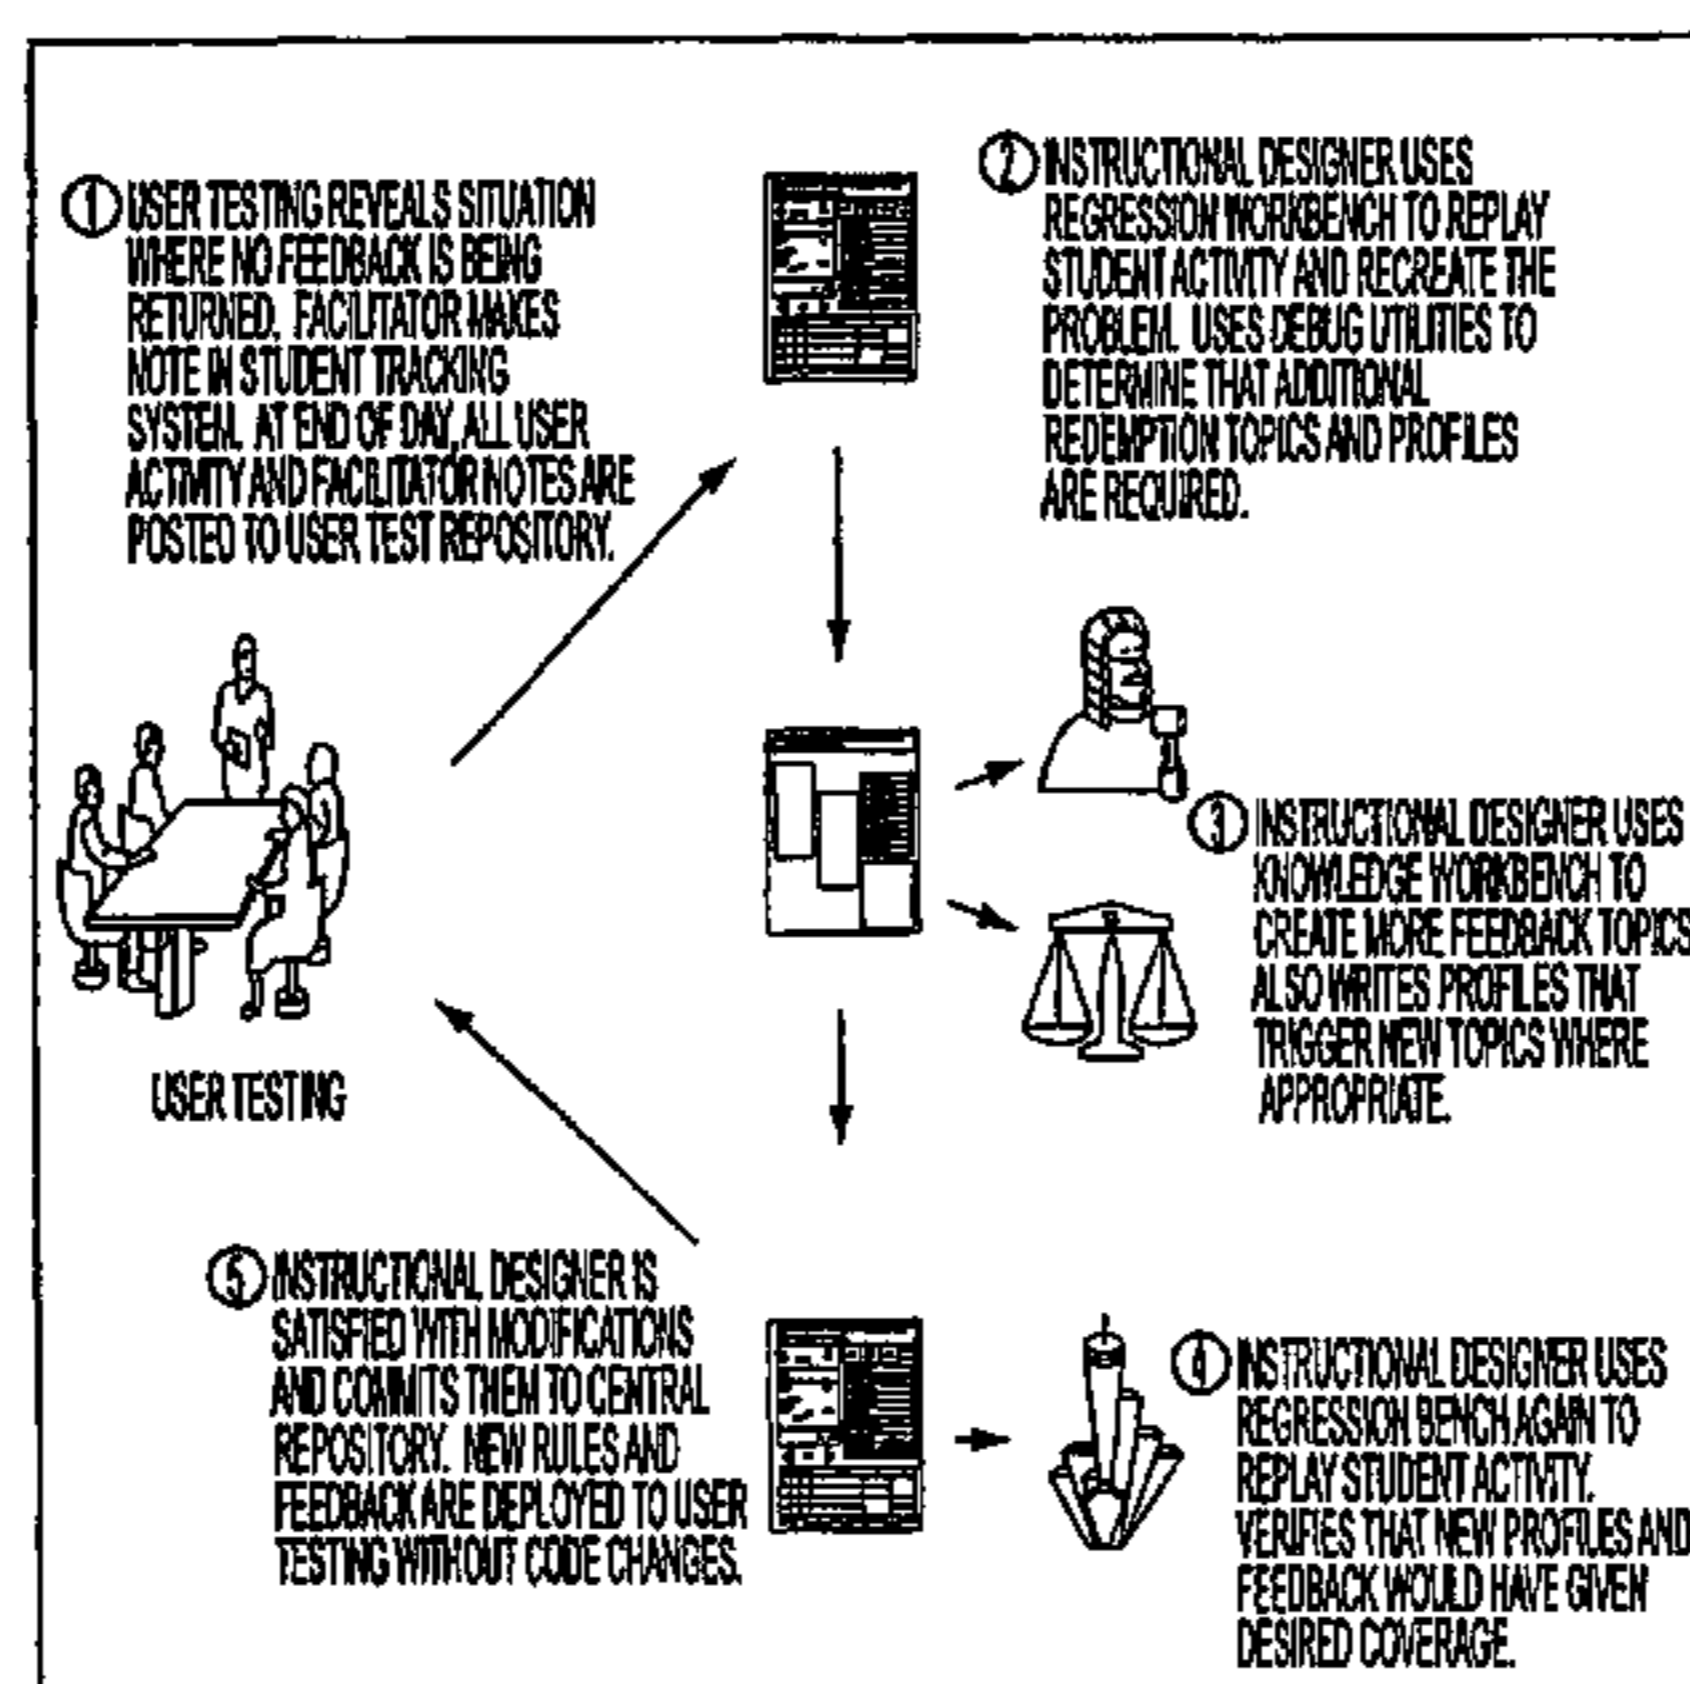 1 USER TESTING REVEALS SITUATION
WHERE NO FEEDBACK IS BEING
RETURNED. FACILITATOR MAKES
NOTE IN STUDENT TRACKING
SYSTEM. AT END OF DAY, ALL USER
ACTIVITY AND FACILITATOR NOTES ARE
POSTED TO USER TEST REPOSITORY.
2 INSTRUCTIONAL DESIGNER USES
REGRESSION WORKBENCH TO REPLAY
STUDENT ACTIVITY AND RECREATE THE
PROBLEM. USES DEBUG UTILITIES TO
DETERMINE THAT ADDITIONAL
REDEMPTION TOPICS AND PROFILES
ARE REQUIRED.
3 INSTRUCTIONAL DESIGNER USES
KNOWLEDGE WORKBENCH TO
CREATE MORE FEEDBACK TOPICS
ALSO WRITES PROFILES THAT
TRIGGER NEW TOPICS WHERE
APPROPRIATE.
USER TESTING
5 INSTRUCTIONAL DESIGNER IS
SATISFIED WITH MODIFICATIONS
AND COMMITS THEM TO CENTRAL
REPOSITORY. NEW RULES AND
FEEDBACK ARE DEPLOYED TO USER
TESTING WITHOUT CODE CHANGES.
4 INSTRUCTIONAL DESIGNER USES
REGRESSION BENCH AGAIN TO
REPLAY STUDENT ACTIVITY.
VERIFIES THAT NEW PROFILES AND
FEEDBACK WOULD HAVE GIVEN
DESIRED COVERAGE.